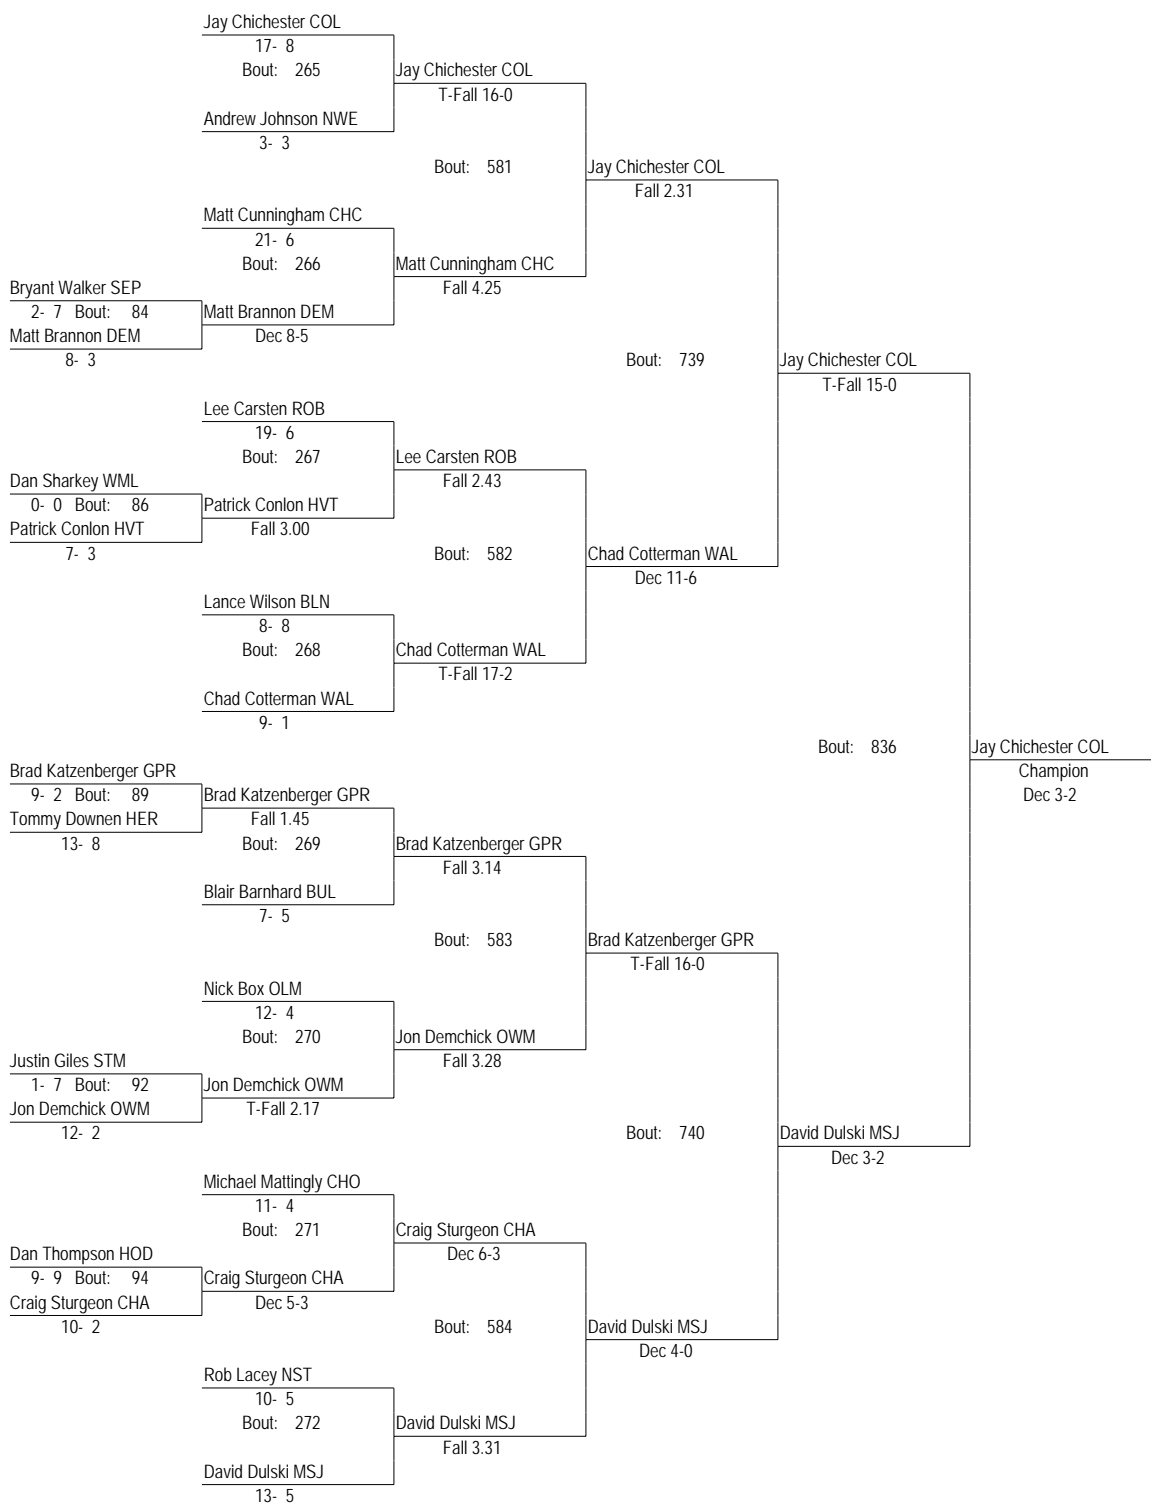 Jay Chichester COL
17- 8
Bout: 265
Jay Chichester COL
T-Fall 16-0
Andrew Johnson NWE
3- 3
Bout: 581
Jay Chichester COL
Fall 2.31
Matt Cunningham CHC
21- 6
Bout: 266
Matt Cunningham CHC
Fall 4.25
Bryant Walker SEP
2- 7 Bout: 84
Matt Brannon DEM
Dec 8-5
Matt Brannon DEM
8- 3
Bout: 739
Jay Chichester COL
T-Fall 15-0
Lee Carsten ROB
19- 6
Bout: 267
Lee Carsten ROB
Fall 2.43
Dan Sharkey WML
0- 0 Bout: 86
Patrick Conlon HVT
Fall 3.00
Patrick Conlon HVT
7- 3
Bout: 582
Chad Cotterman WAL
Dec 11-6
Lance Wilson BLN
8- 8
Bout: 268
Chad Cotterman WAL
T-Fall 17-2
Chad Cotterman WAL
9- 1
Bout: 836
Jay Chichester COL
Champion
Dec 3-2
Brad Katzenberger GPR
9- 2 Bout: 89
Brad Katzenberger GPR
Fall 1.45
Tommy Downen HER
13- 8
Bout: 269
Brad Katzenberger GPR
Fall 3.14
Blair Barnhard BUL
7- 5
Bout: 583
Brad Katzenberger GPR
T-Fall 16-0
Nick Box OLM
12- 4
Bout: 270
Jon Demchick OWM
Fall 3.28
Justin Giles STM
1- 7 Bout: 92
Jon Demchick OWM
T-Fall 2.17
Jon Demchick OWM
12- 2
Bout: 740
David Dulski MSJ
Dec 3-2
Michael Mattingly CHO
11- 4
Bout: 271
Craig Sturgeon CHA
Dec 6-3
Dan Thompson HOD
9- 9 Bout: 94
Craig Sturgeon CHA
Dec 5-3
Craig Sturgeon CHA
10- 2
Bout: 584
David Dulski MSJ
Dec 4-0
Rob Lacey NST
10- 5
Bout: 272
David Dulski MSJ
Fall 3.31
David Dulski MSJ
13- 5